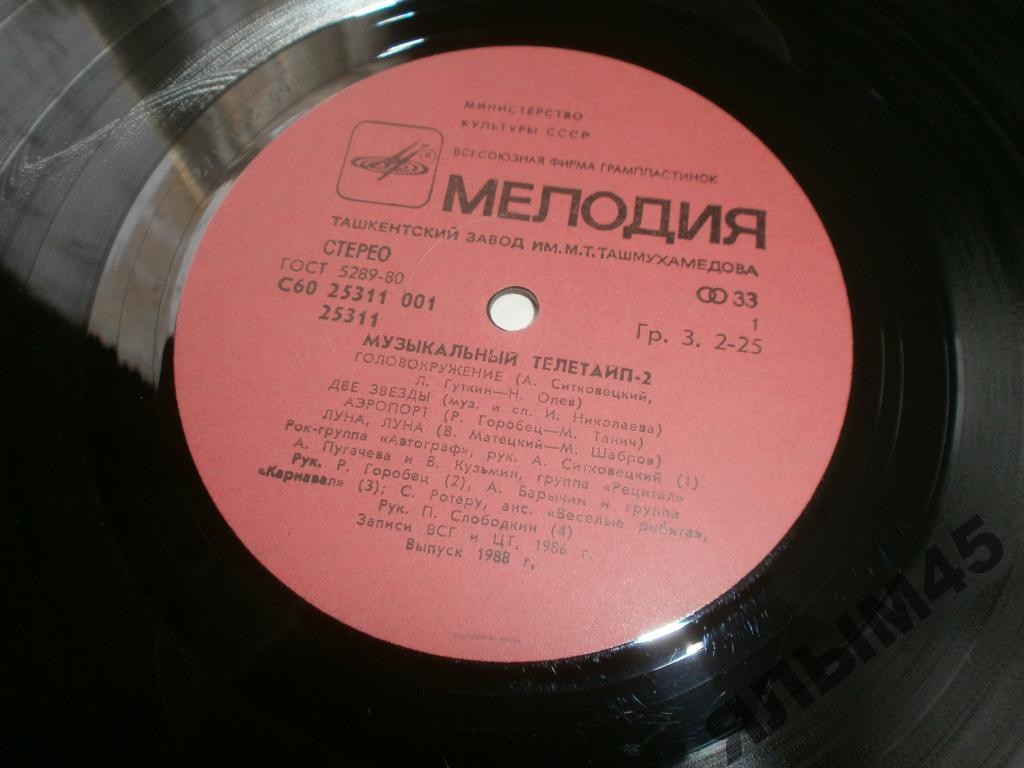 МИНИСТЕРСТВО
КУЛЬТУРЫ СССР
ВСЕСОЮЗНАЯ ФИРМА ГРАМПЛАСТИНОК
МЕЛОДИЯ
ТАШКЕНТСКИЙ ЗАВОД ИМ. М.Т. ТАШМУХАМЕДОВА
СТЕРЕО
ГОСТ 5289-80
С60 25311 001
25311
33
1
Гр. 3. 2-25
МУЗЫКАЛЬНЫЙ ТЕЛЕТАЙП-2
ГОЛОВОКРУЖЕНИЕ (А. Ситковецкий,
Л. Гуткин—Н. Олев)
ДВЕ ЗВЕЗДЫ (муз. и сл. И. Николаева)
АЭРОПОРТ (Р. Горобец—М. Танич)
ЛУНА, ЛУНА (В. Матецкий—М. Шабров)
Рок-группа «Автограф», рук. А. Ситковецкий (1)
А. Пугачева и В. Кузьмин, группа «Рецитал»
Рук. Р. Горобец (2), А. Барыкин и группа
«Карнавал» (3); С. Ротару, анс. «Веселые ребята»,
Рук. П. Слободкин (4)
Записи ВСГ и ЦТ, 1986 г.
Выпуск 1988 г.
ялым45